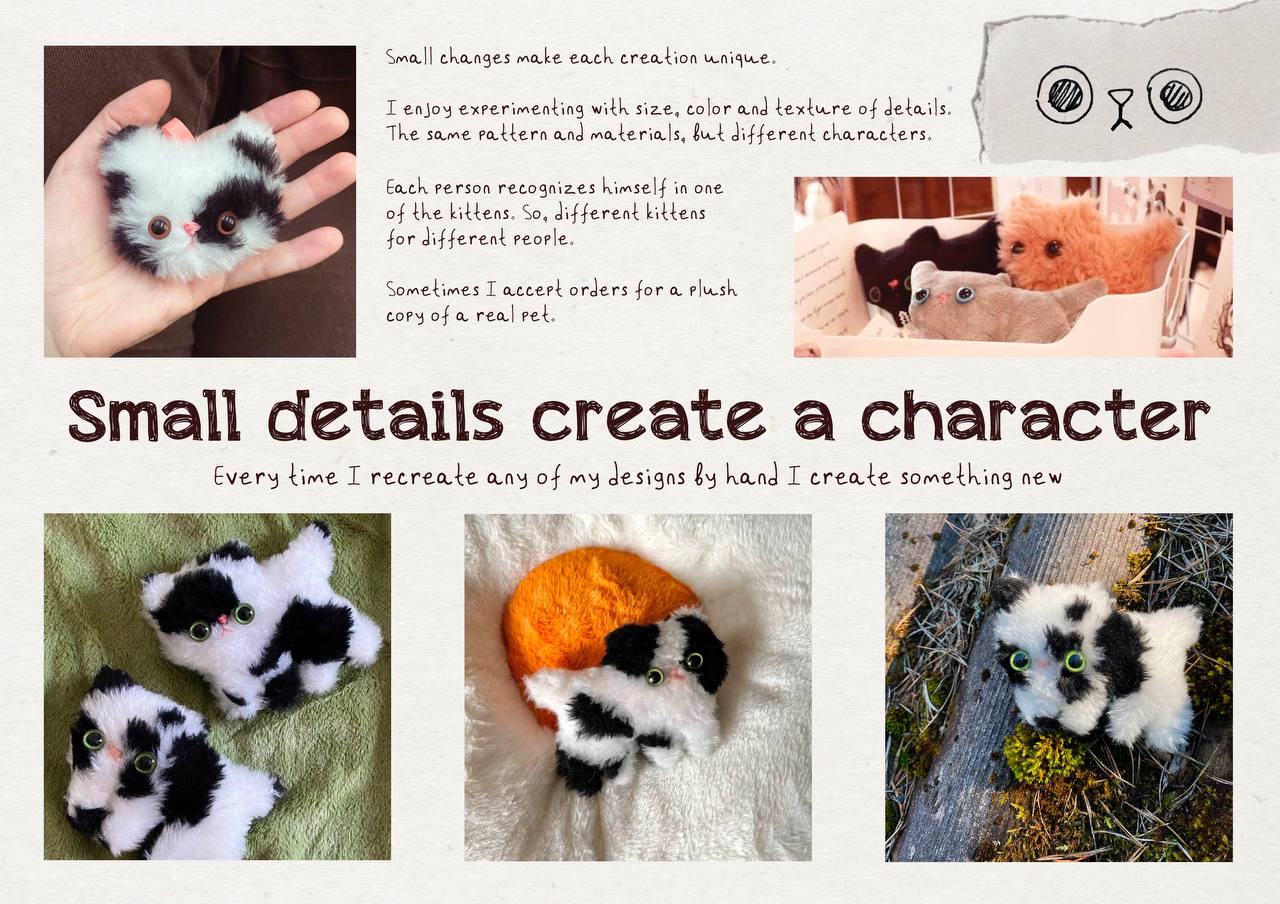 Small changes make each creation unique.
I enjoy experimenting with size, color and texture of details.
The same pattern and materials, but different characters.
Each person recognizes himself in one
of the kittens. So, different kittens
for different people.
Sometimes I accept orders for a plush
copy of a real pet.
Small details create a character
Every time I recreate any of my designs by hand I create something new